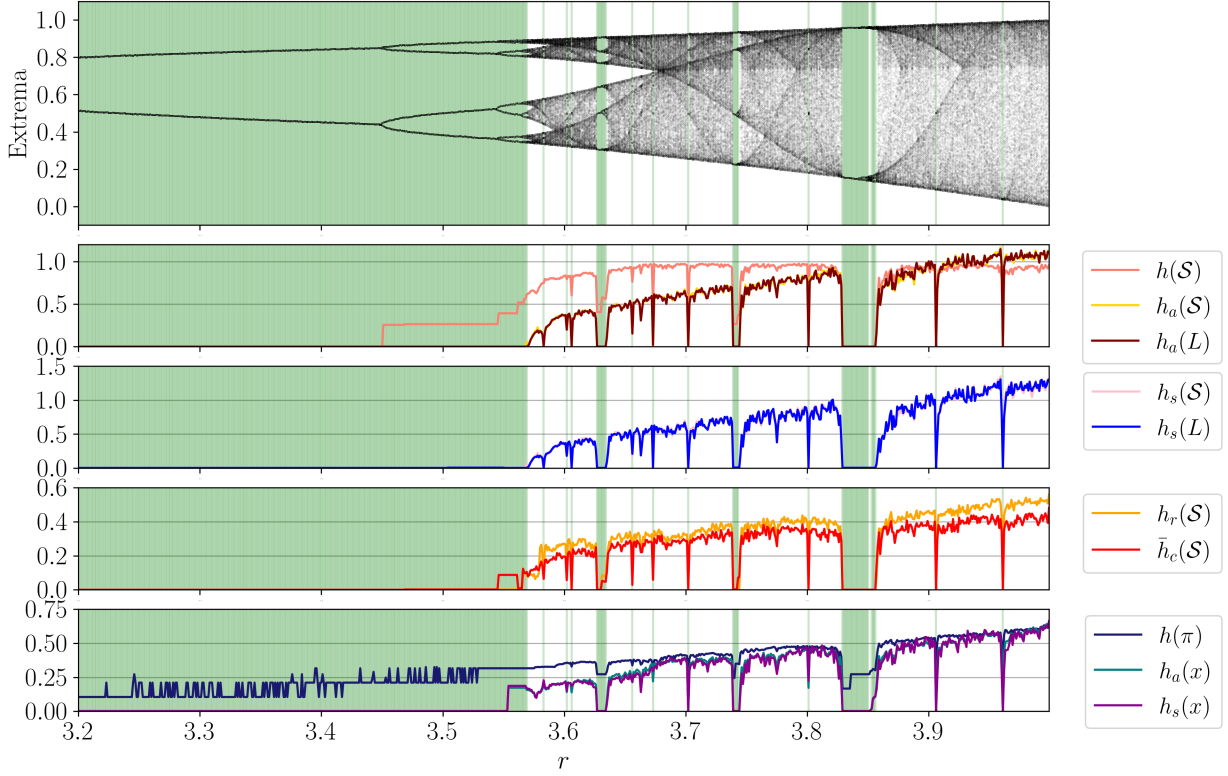 1.0
0.8
0.6
0.4
0.2
0.0
Extrema
1.0
0.5
0.0
h(S)
h_a(S)
h_a(L)
1.5
1.0
0.5
0.0
h_s(S)
h_s(L)
0.6
0.4
0.2
0.0
h_r(S)
h̄_c(S)
0.75
0.50
0.25
0.00
h(π)
h_a(x)
h_s(x)
3.2 3.3 3.4 3.5 3.6 3.7 3.8 3.9
r